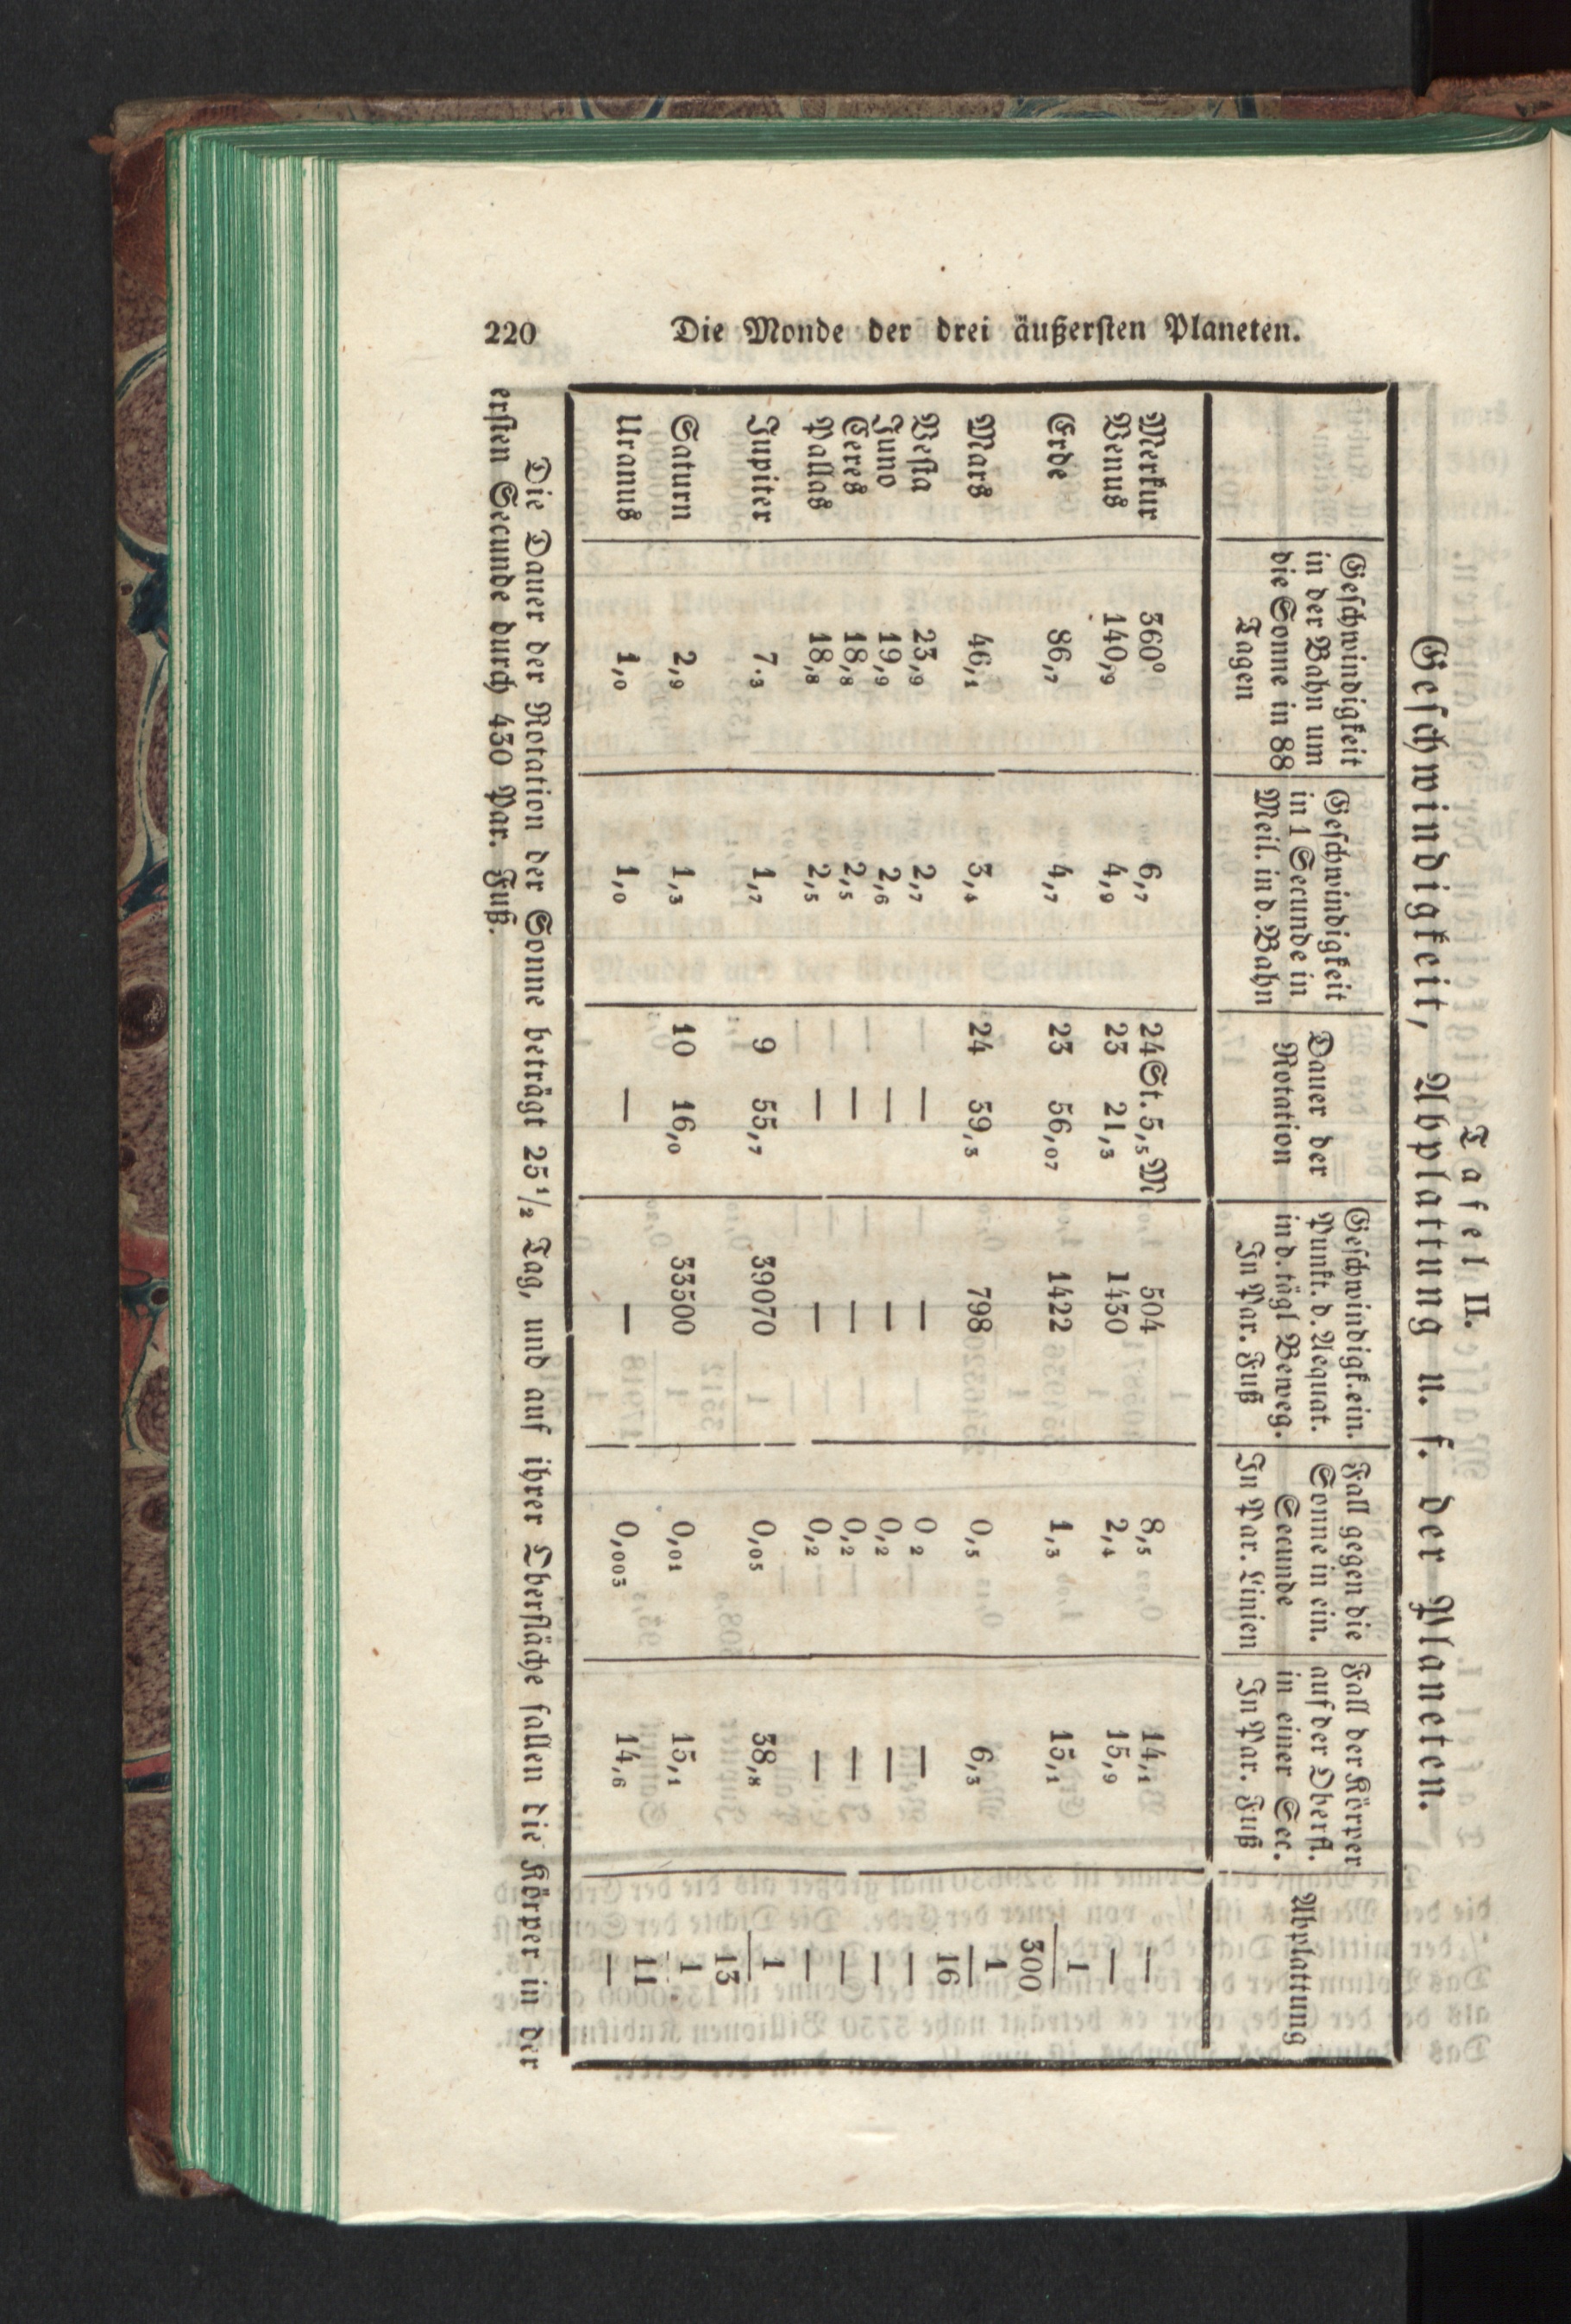 220 Die Monde der drei äußersten Planeten.
Tafel II.
Geschwindigkeit, Abplattung u. f. der Planeten.
Geschwindigkeit in der Bahn um die Sonne in 88 Tagen | Geschwindigkeit in 1 Secunde in Meil. in d. Bahn | Dauer der Rotation | Geschwindigk. ein. Punkt. d. Aequat. in d. tägl Beweg. In Par. Fuß | Fall gegen die Sonne in ein. Secunde In Par. Linien | Fall der Körper auf der Oberfl. in einer Sec. In Par. Fuß | Abplattung
Merkur 360° 6,7 24 St. 5,5 M 504 8,5 14,1 —
Venus 140,9 4,9 23 21,3 1430 2,4 15,9 —
Erde 86,7 4,7 23 56,07 1422 1,3 15,1 1/300
Mars 46,1 3,4 24 39,3 798 0,5 6,3 1/16
Vesta 23,9 2,7 — — 0 2 — —
Juno 19,9 2,6 — — 0,2 — —
Ceres 18,8 2,5 — — 0,2 — —
Pallas 18,8 2,5 — — 0,2 — —
Jupiter 7.3 1,7 9 55,7 39070 0,05 38,8 1/13
Saturn 2,9 1,3 10 16,0 33500 0,01 15,1 1/11
Uranus 1,0 1,0 — — 0,003 14,6 —
Die Dauer der Rotation der Sonne beträgt 25 1/2 Tag, und auf ihrer Oberfläche fallen die Körper in der
ersten Secunde durch 430 Par. Fuß.